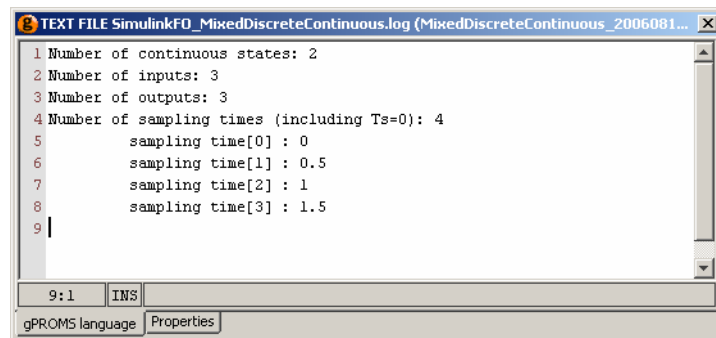 TEXT FILE SimulinkFO_MixedDiscreteContinuous.log (MixedDiscreteContinuous_2006081...
1 Number of continuous states: 2
2 Number of inputs: 3
3 Number of outputs: 3
4 Number of sampling times (including Ts=0): 4
5 sampling time[0] : 0
6 sampling time[1] : 0.5
7 sampling time[2] : 1
8 sampling time[3] : 1.5
9
9:1 INS
gPROMS language Properties